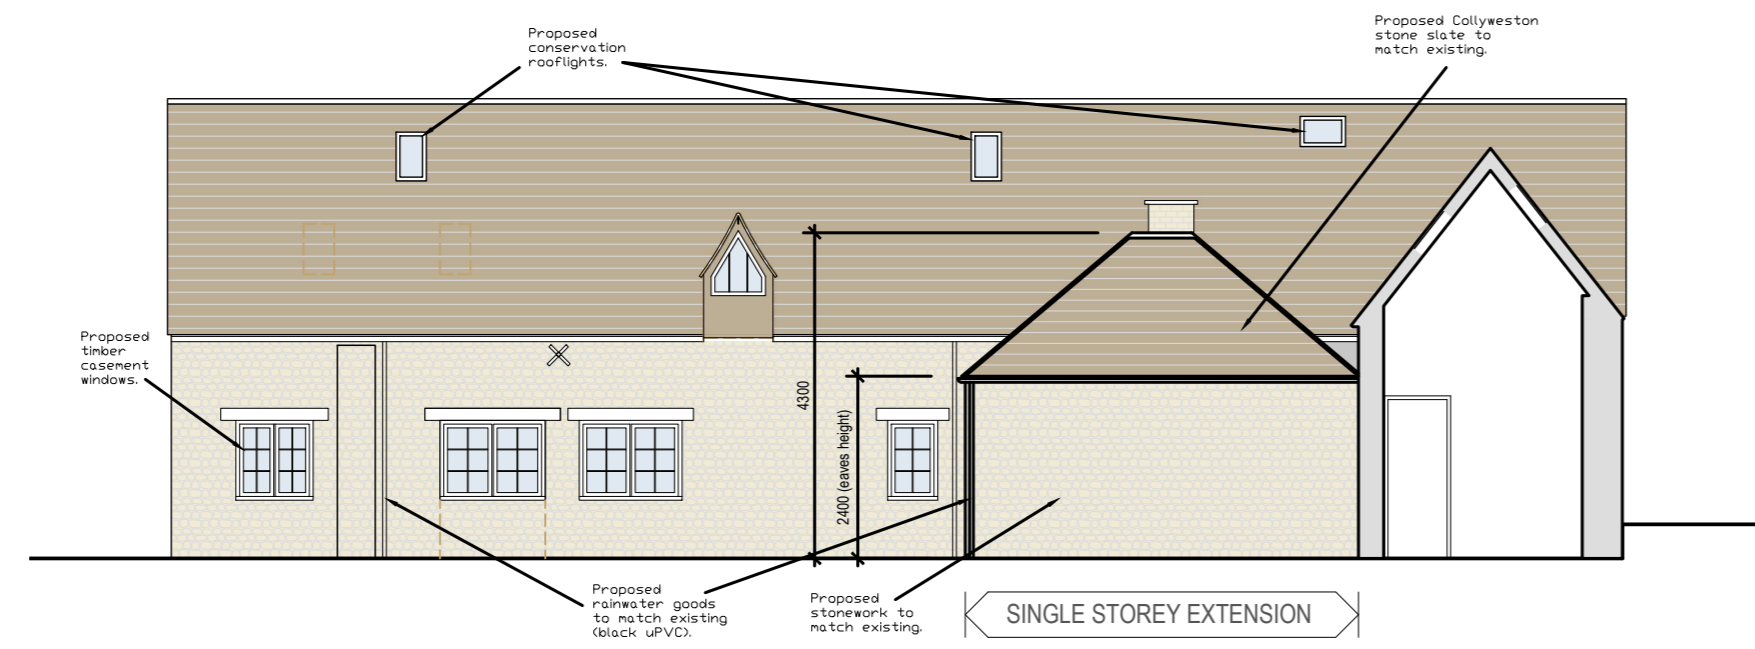 Proposed
conservation
rooflights.
Proposed Collyweston
stone slate to
match existing.
Proposed
timber
casement
windows.
4300
2400 (eaves height)
Proposed
rainwater goods
to match existing
(black uPVC).
Proposed
stonework to
match existing.
SINGLE STOREY EXTENSION